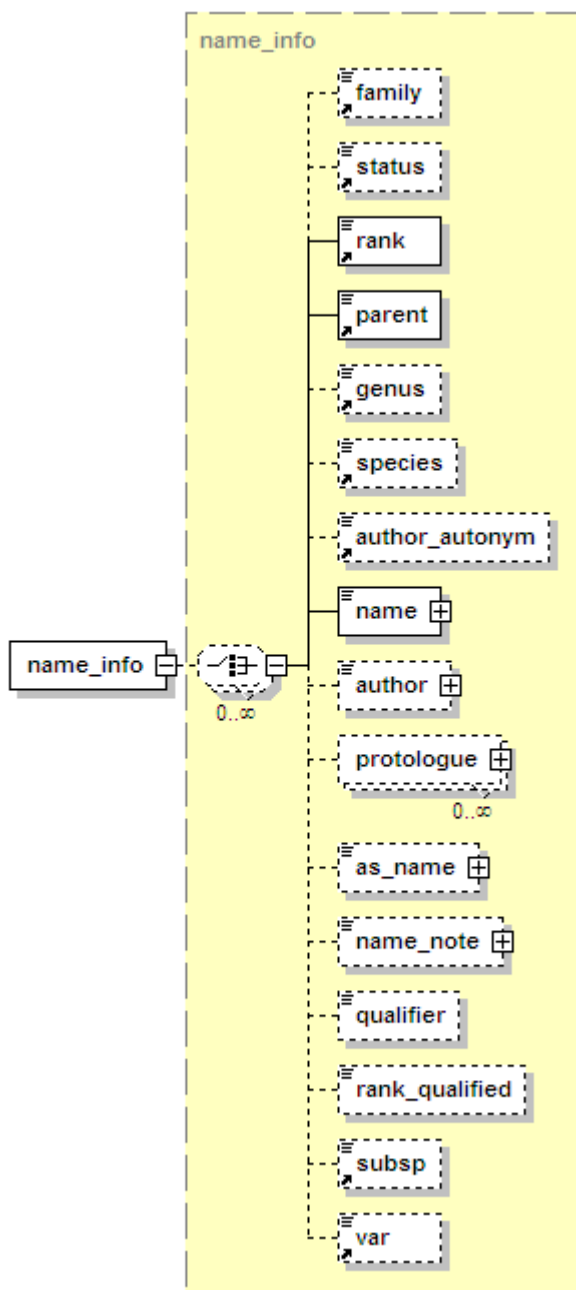 name_info
family
status
rank
parent
genus
species
author_autonym
name
name_info
0..∞
author
protologue
0..∞
as_name
name_note
qualifier
rank_qualified
subsp
var